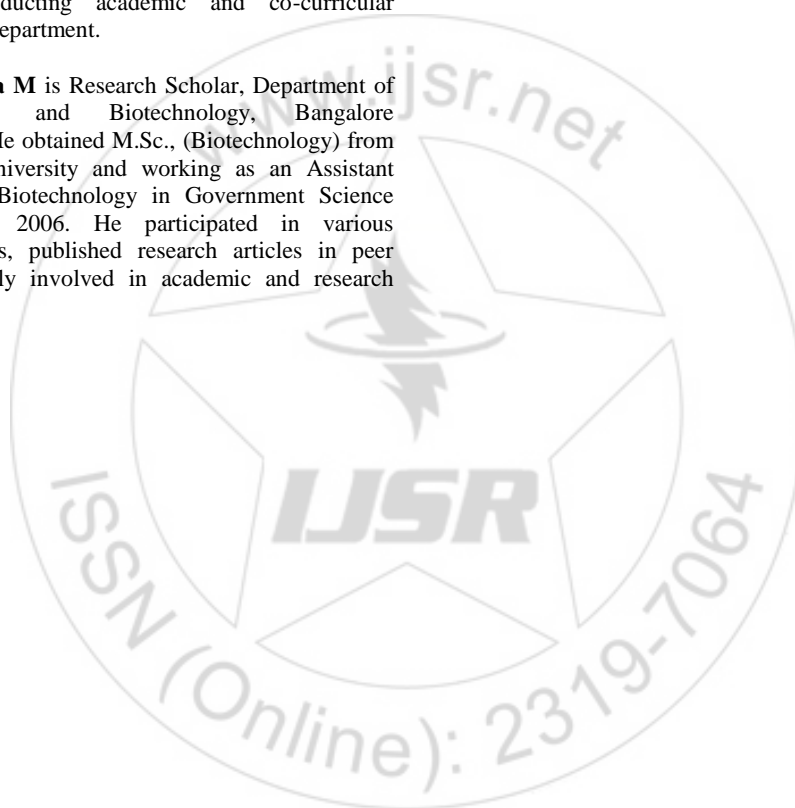 academic and co-curricular
epartment.
M is Research Scholar, Department of
and Biotechnology, Bangalore
He obtained M.Sc., (Biotechnology) from
niversity and working as an Assistant
Biotechnology in Government Science
2006. He participated in various
s, published research articles in peer
ly involved in academic and research
www.ijsr.net
IJSR
ISSN (Online): 2319-7064